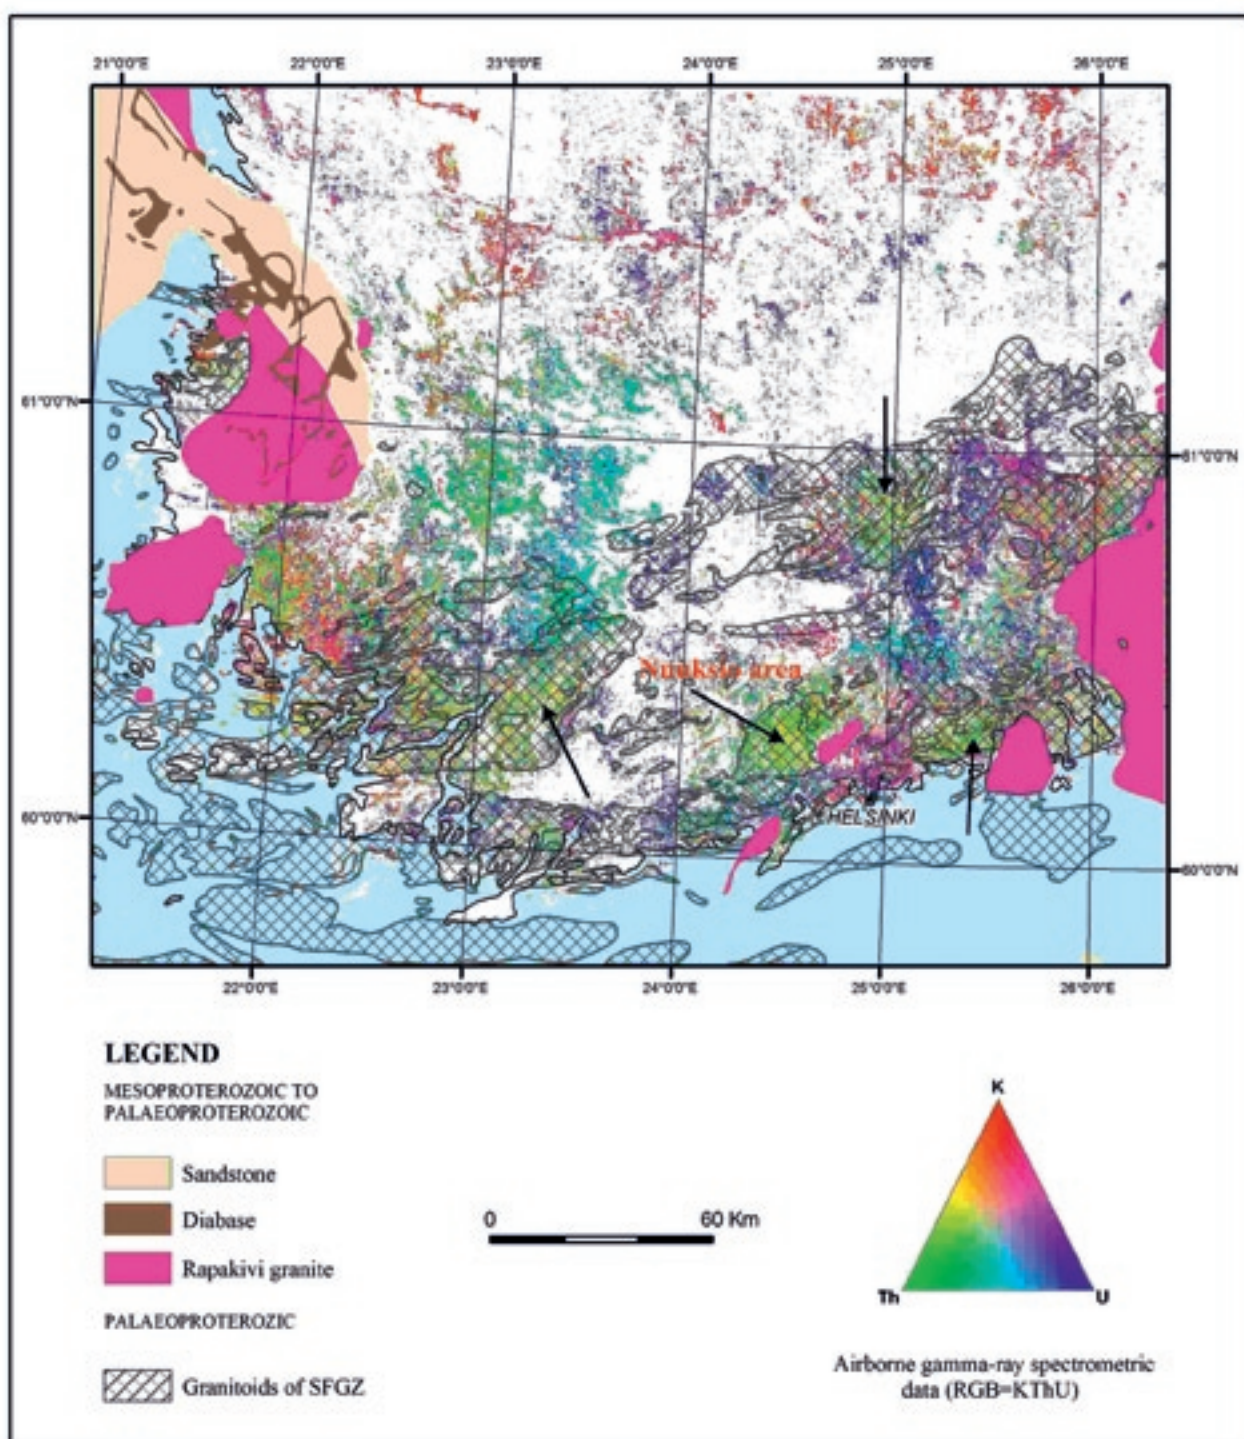 21°0'0"E 22°0'0"E 23°0'0"E 24°0'0"E 25°0'0"E 26°0'0"E
61°0'0"N
61°0'0"N
Nuuksio area
60°0'0"N
HELSINKI
60°0'0"N
22°0'0"E 23°0'0"E 24°0'0"E 25°0'0"E 26°0'0"E
LEGEND
MESOPROTEROZOIC TO
PALAEOPROTEROZOIC
Sandstone
Diabase
Rapakivi granite
PALAEOPROTEROZIC
Granitoids of SFGZ
0 60 Km
K
Th U
Airborne gamma-ray spectrometric
data (RGB=KThU)